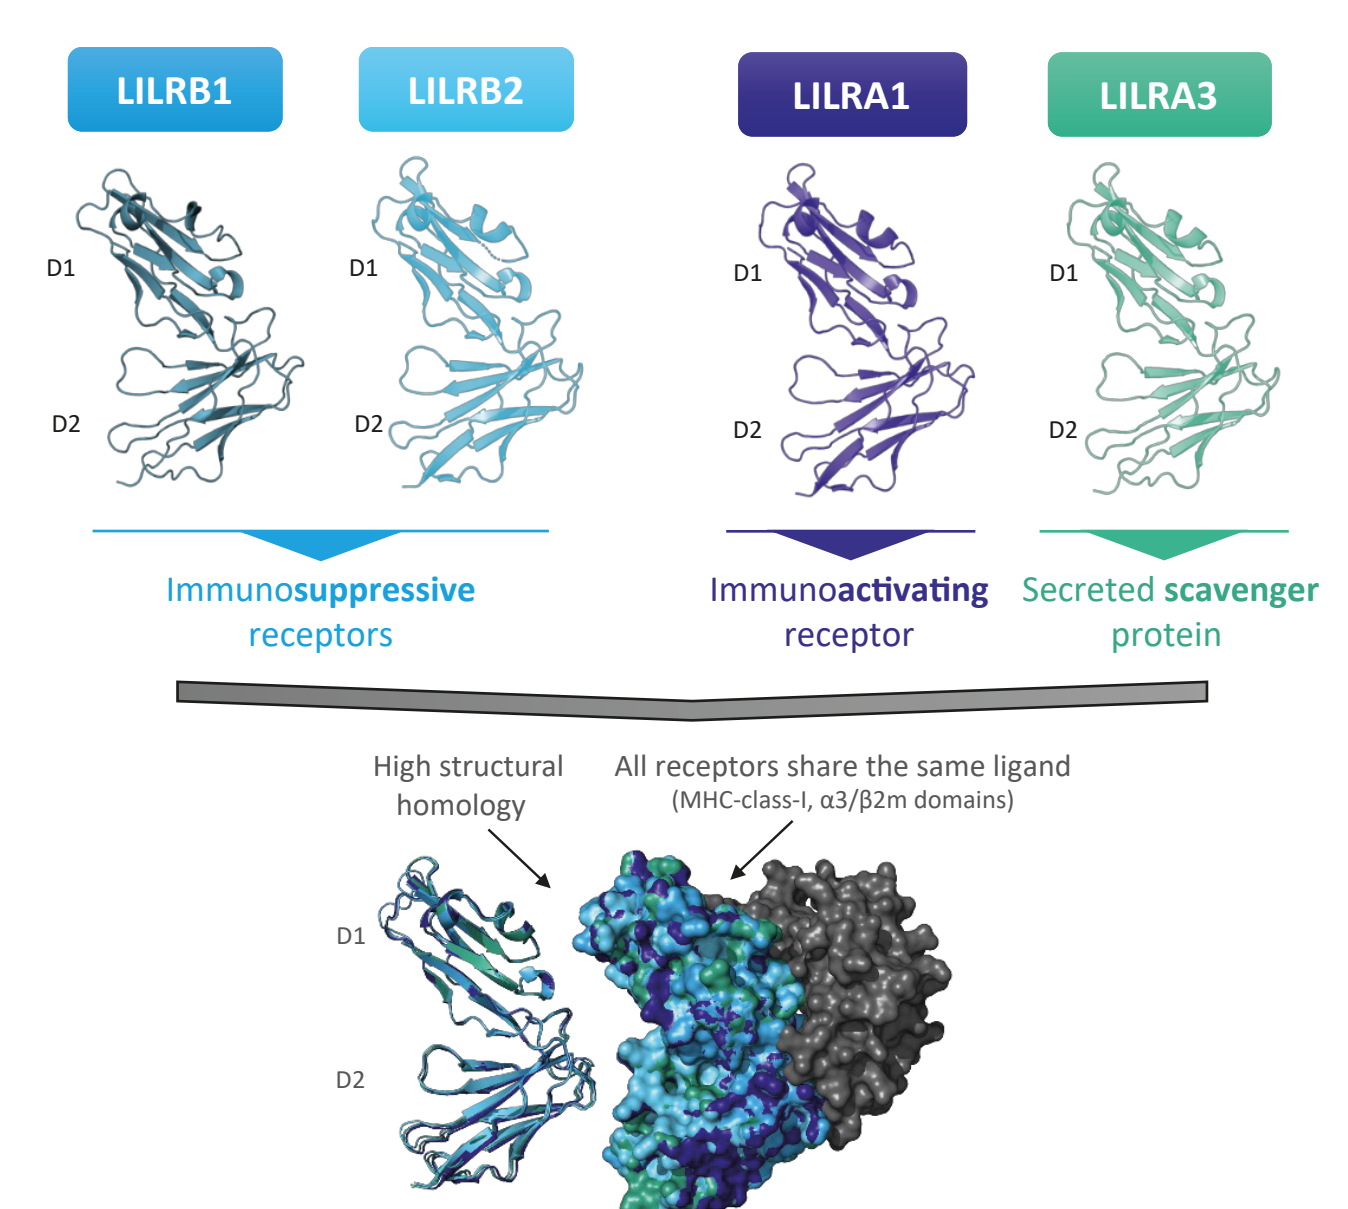 LILRB1
LILRB2
LILRA1
LILRA3
D1
D1
D1
D1
D2
D2
D2
D2
Immunosuppressive
receptors
Immunoactivating
receptor
Secreted scavenger
protein
High structural
homology
All receptors share the same ligand
(MHC-class-I, α3/β2m domains)
D1
D2